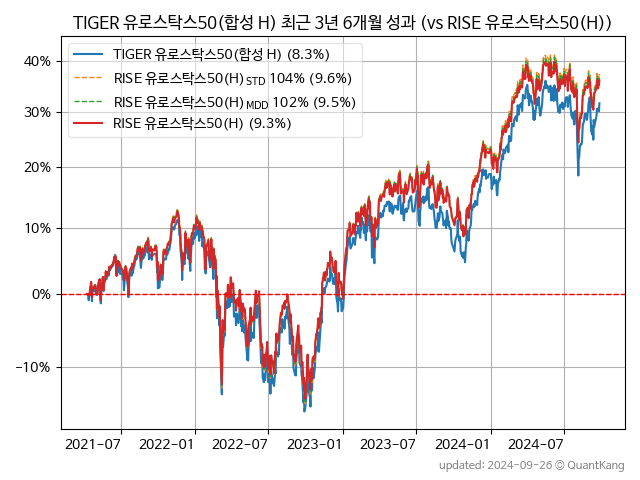 TIGER 유로스탁스50(합성 H) 최근 3년 6개월 성과 (vs RISE 유로스탁스50(H))
TIGER 유로스탁스50(합성 H) (8.3%)
RISE 유로스탁스50(H) STD 104% (9.6%)
RISE 유로스탁스50(H) MDD 102% (9.5%)
RISE 유로스탁스50(H) (9.3%)
40%
30%
20%
10%
0%
−10%
2021-07 2022-01 2022-07 2023-01 2023-07 2024-01 2024-07
updated: 2024-09-26 © QuantKang